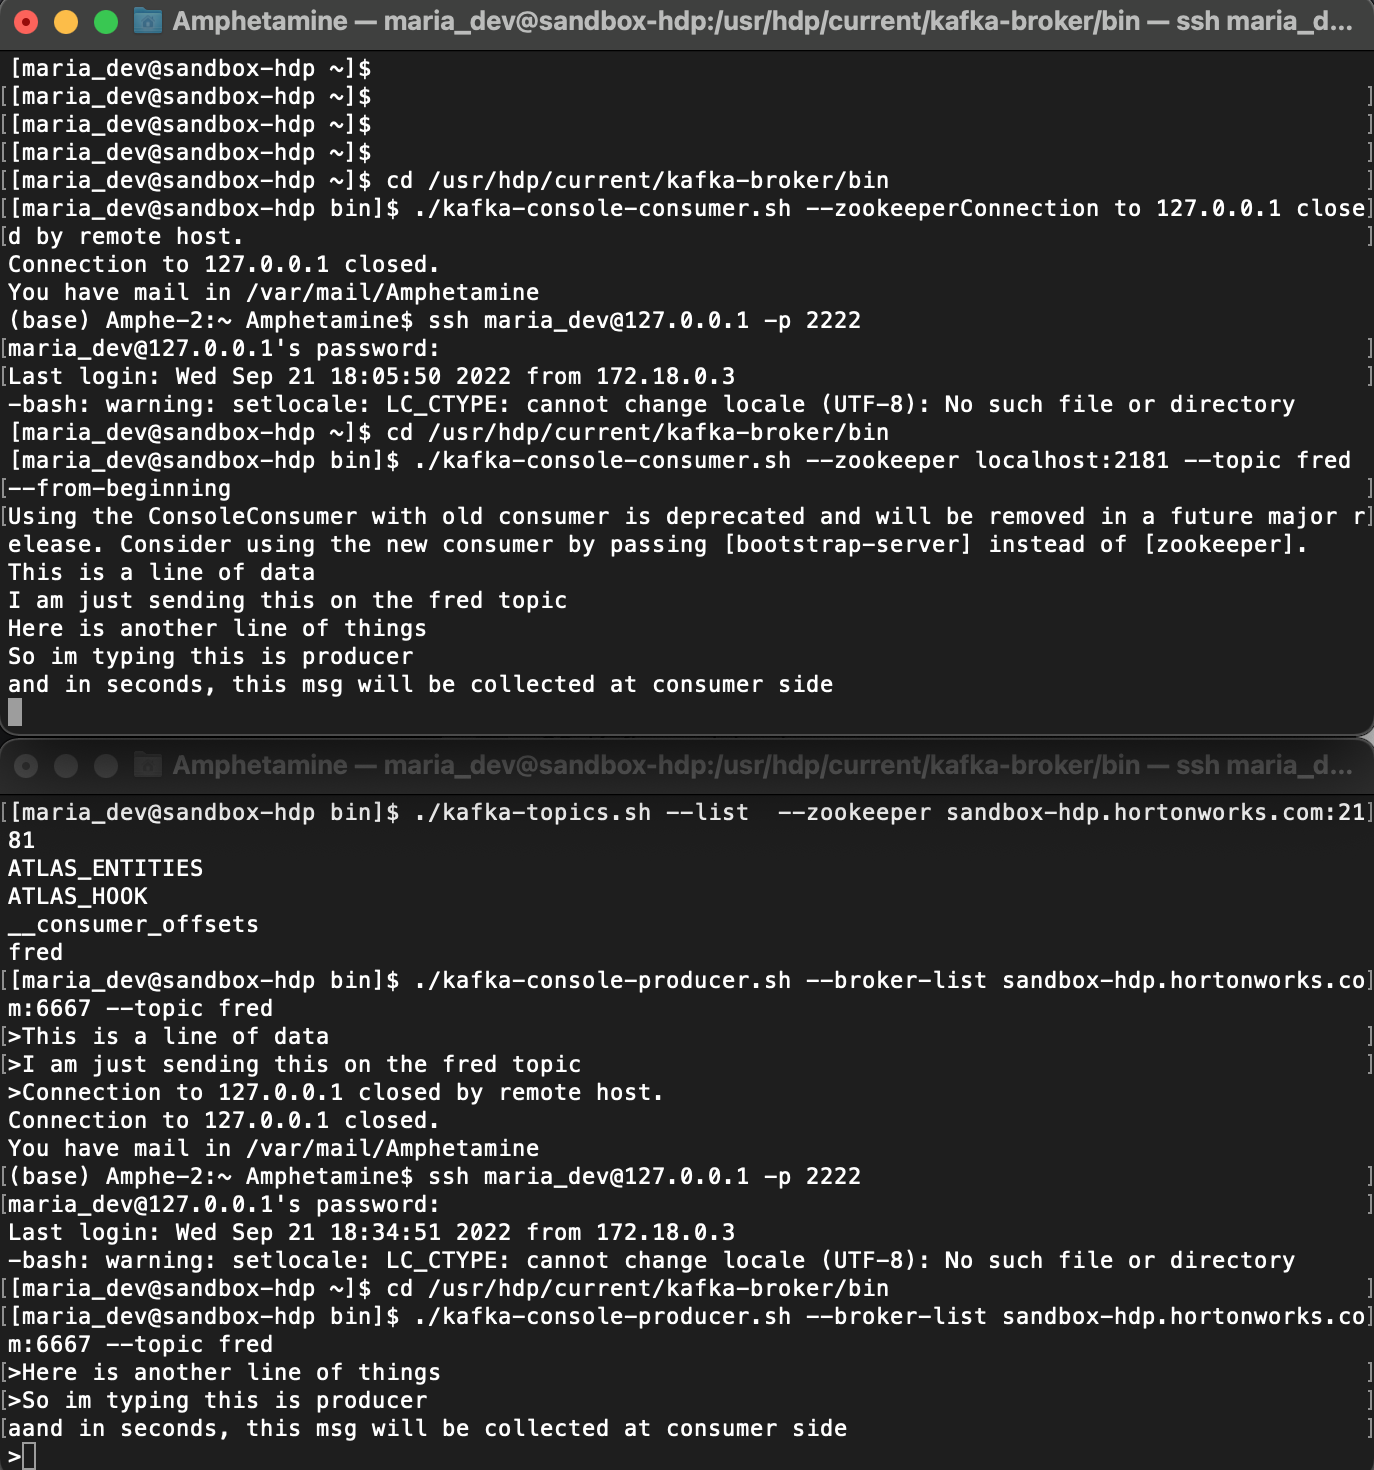 Amphetamine — maria_dev@sandbox-hdp:/usr/hdp/current/kafka-broker/bin — ssh maria_d...
[maria_dev@sandbox-hdp ~]$
[[maria_dev@sandbox-hdp ~]$ ]
[[maria_dev@sandbox-hdp ~]$ ]
[[maria_dev@sandbox-hdp ~]$ ]
[[maria_dev@sandbox-hdp ~]$ cd /usr/hdp/current/kafka-broker/bin ]
[[maria_dev@sandbox-hdp bin]$ ./kafka-console-consumer.sh --zookeeperConnection to 127.0.0.1 close]
[d by remote host. ]
Connection to 127.0.0.1 closed.
You have mail in /var/mail/Amphetamine
(base) Amphe-2:~ Amphetamine$ ssh maria_dev@127.0.0.1 -p 2222
[maria_dev@127.0.0.1's password: ]
[Last login: Wed Sep 21 18:05:50 2022 from 172.18.0.3 ]
-bash: warning: setlocale: LC_CTYPE: cannot change locale (UTF-8): No such file or directory
[maria_dev@sandbox-hdp ~]$ cd /usr/hdp/current/kafka-broker/bin
[maria_dev@sandbox-hdp bin]$ ./kafka-console-consumer.sh --zookeeper localhost:2181 --topic fred
[--from-beginning ]
[Using the ConsoleConsumer with old consumer is deprecated and will be removed in a future major r]
elease. Consider using the new consumer by passing [bootstrap-server] instead of [zookeeper].
This is a line of data
I am just sending this on the fred topic
Here is another line of things
So im typing this is producer
and in seconds, this msg will be collected at consumer side
Amphetamine — maria_dev@sandbox-hdp:/usr/hdp/current/kafka-broker/bin — ssh maria_d...
[[maria_dev@sandbox-hdp bin]$ ./kafka-topics.sh --list  --zookeeper sandbox-hdp.hortonworks.com:21]
81
ATLAS_ENTITIES
ATLAS_HOOK
__consumer_offsets
fred
[[maria_dev@sandbox-hdp bin]$ ./kafka-console-producer.sh --broker-list sandbox-hdp.hortonworks.co]
m:6667 --topic fred
[>This is a line of data ]
[>I am just sending this on the fred topic ]
>Connection to 127.0.0.1 closed by remote host.
Connection to 127.0.0.1 closed.
You have mail in /var/mail/Amphetamine
[(base) Amphe-2:~ Amphetamine$ ssh maria_dev@127.0.0.1 -p 2222 ]
[maria_dev@127.0.0.1's password: ]
Last login: Wed Sep 21 18:34:51 2022 from 172.18.0.3
-bash: warning: setlocale: LC_CTYPE: cannot change locale (UTF-8): No such file or directory
[[maria_dev@sandbox-hdp ~]$ cd /usr/hdp/current/kafka-broker/bin ]
[[maria_dev@sandbox-hdp bin]$ ./kafka-console-producer.sh --broker-list sandbox-hdp.hortonworks.co]
m:6667 --topic fred
[>Here is another line of things ]
[>So im typing this is producer ]
[aand in seconds, this msg will be collected at consumer side ]
>